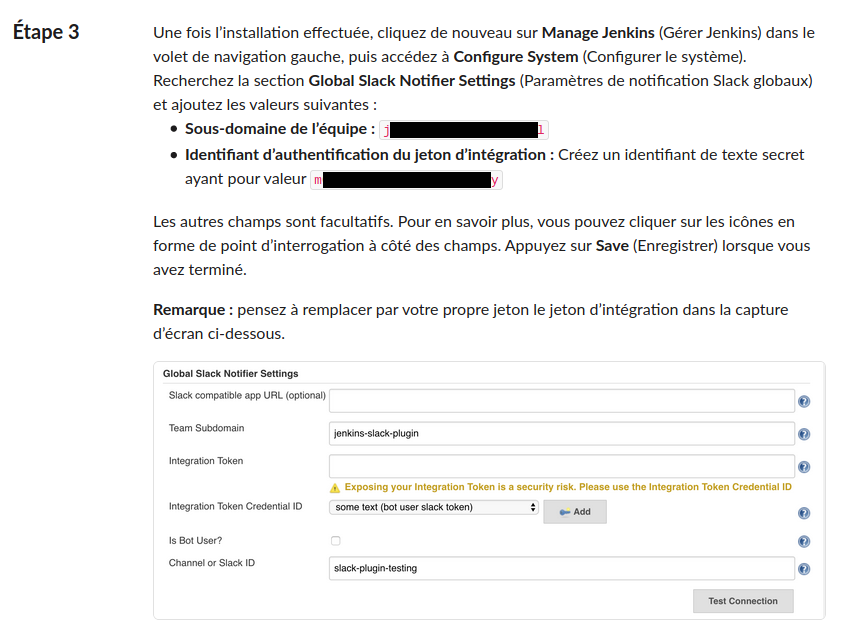 Étape 3
Une fois l’installation effectuée, cliquez de nouveau sur Manage Jenkins (Gérer Jenkins) dans le
volet de navigation gauche, puis accédez à Configure System (Configurer le système).
Recherchez la section Global Slack Notifier Settings (Paramètres de notification Slack globaux)
et ajoutez les valeurs suivantes :
• Sous-domaine de l’équipe : j l
• Identifiant d’authentification du jeton d’intégration : Créez un identifiant de texte secret
ayant pour valeur m y
Les autres champs sont facultatifs. Pour en savoir plus, vous pouvez cliquer sur les icônes en
forme de point d’interrogation à côté des champs. Appuyez sur Save (Enregistrer) lorsque vous
avez terminé.
Remarque : pensez à remplacer par votre propre jeton le jeton d’intégration dans la capture
d’écran ci-dessous.
Global Slack Notifier Settings
Slack compatible app URL (optional)
?
Team Subdomain
jenkins-slack-plugin
?
Integration Token
?
Exposing your Integration Token is a security risk. Please use the Integration Token Credential ID
Integration Token Credential ID
some text (bot user slack token)
Add
?
Is Bot User?
?
Channel or Slack ID
slack-plugin-testing
?
Test Connection